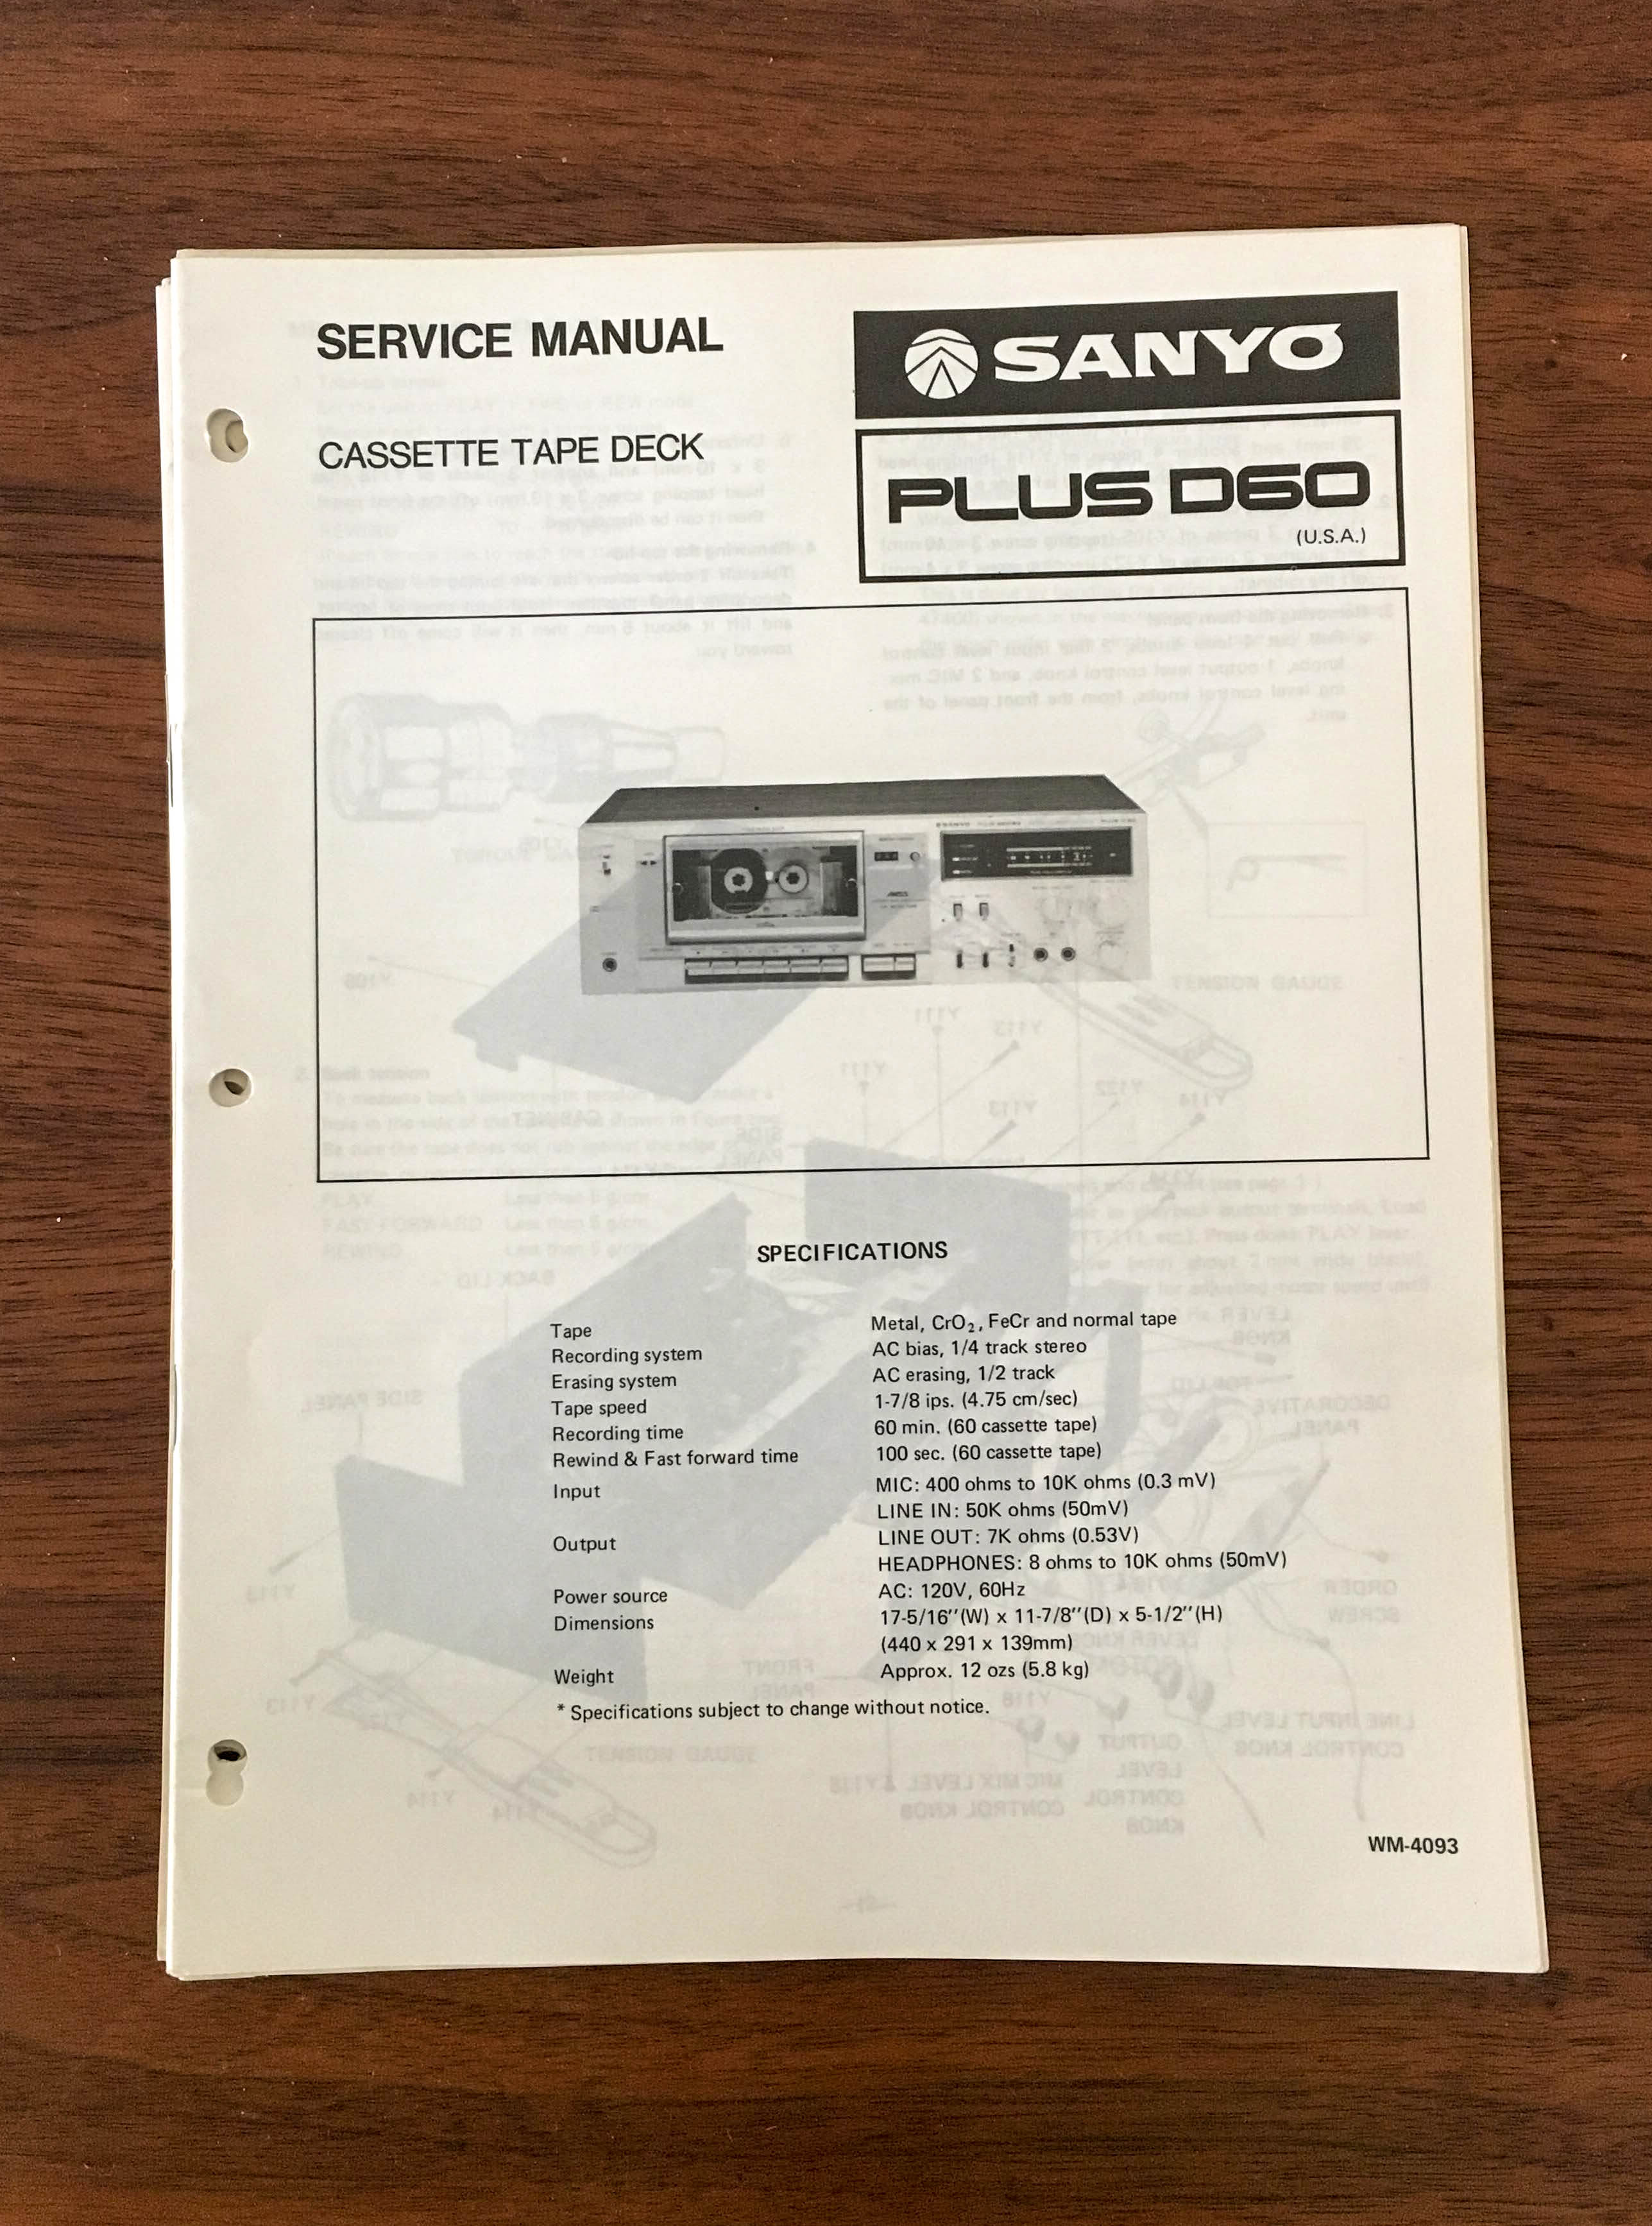 SERVICE MANUAL
SANYO
CASSETTE TAPE DECK
PLUS D60
(U.S.A.)
SPECIFICATIONS
Tape Metal, CrO₂, FeCr and normal tape
Recording system AC bias, 1/4 track stereo
Erasing system AC erasing, 1/2 track
Tape speed 1-7/8 ips. (4.75 cm/sec)
Recording time 60 min. (60 cassette tape)
Rewind & Fast forward time 100 sec. (60 cassette tape)
Input MIC: 400 ohms to 10K ohms (0.3 mV)
LINE IN: 50K ohms (50mV)
Output LINE OUT: 7K ohms (0.53V)
HEADPHONES: 8 ohms to 10K ohms (50mV)
Power source AC: 120V, 60Hz
Dimensions 17-5/16''(W) x 11-7/8''(D) x 5-1/2''(H)
(440 x 291 x 139mm)
Weight Approx. 12 ozs (5.8 kg)
* Specifications subject to change without notice.
WM-4093